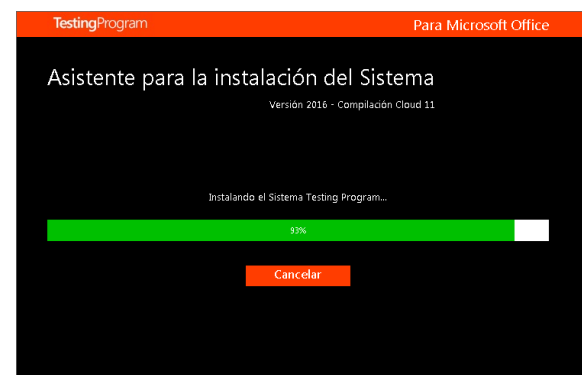 TestingProgram
Para Microsoft Office
Asistente para la instalación del Sistema
Versión 2016 - Compilación Cloud 11
Instalando el Sistema Testing Program...
93%
Cancelar